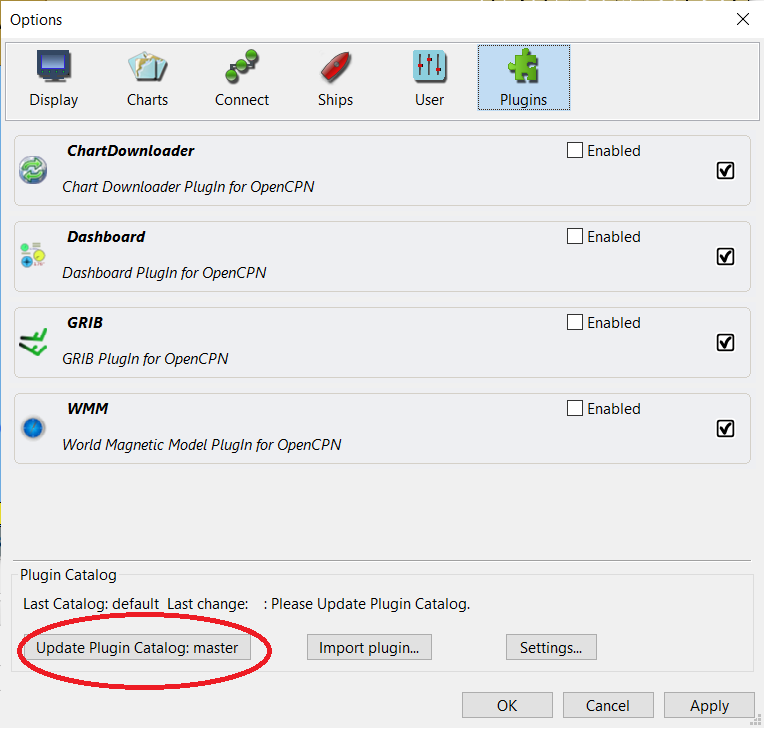 Options
Display Charts Connect Ships User Plugins
ChartDownloader Enabled
Chart Downloader PlugIn for OpenCPN
Dashboard Enabled
Dashboard PlugIn for OpenCPN
GRIB Enabled
GRIB PlugIn for OpenCPN
WMM Enabled
World Magnetic Model PlugIn for OpenCPN
Plugin Catalog
Last Catalog: default Last change: : Please Update Plugin Catalog.
Update Plugin Catalog: master Import plugin... Settings...
OK Cancel Apply